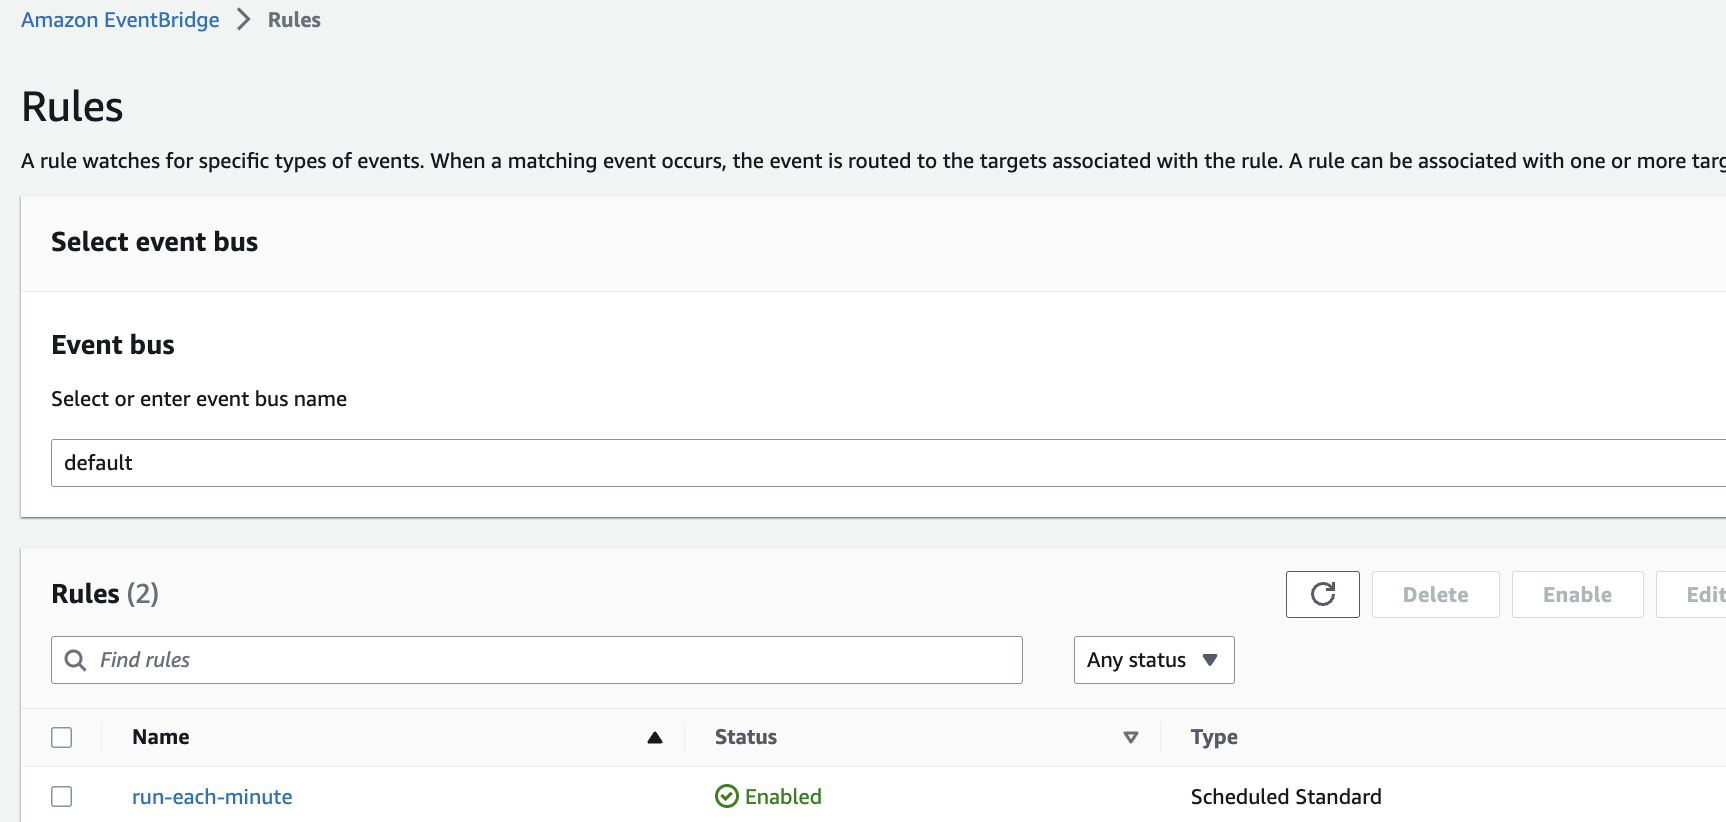 Amazon EventBridge > Rules
Rules
A rule watches for specific types of events. When a matching event occurs, the event is routed to the targets associated with the rule. A rule can be associated with one or more targ
Select event bus
Event bus
Select or enter event bus name
default
Rules (2)
Delete Enable Edit
Find rules Any status
Name Status Type
run-each-minute Enabled Scheduled Standard